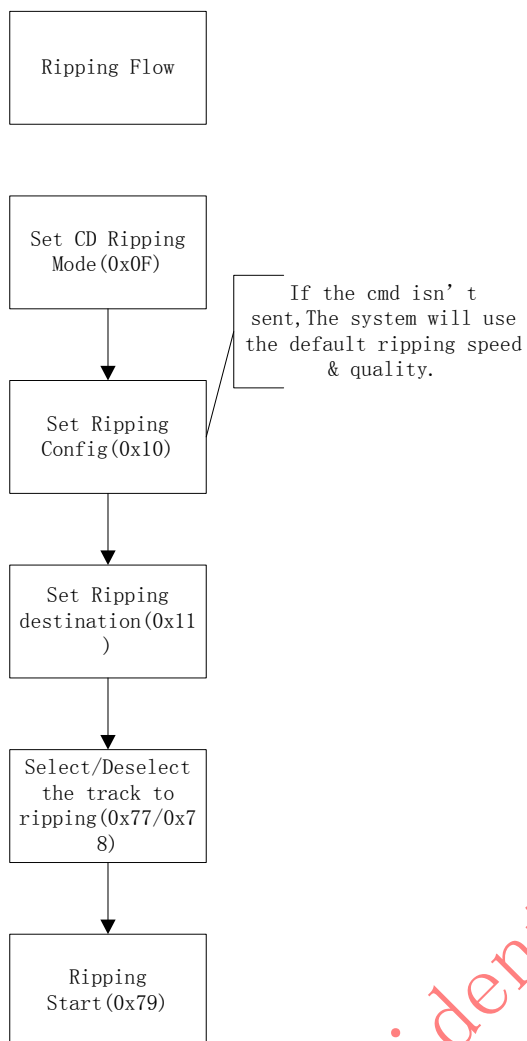 Ripping Flow
Set CD Ripping
Mode(0x0F)
If the cmd isn’t
sent,The system will use
the default ripping speed
& quality.
Set Ripping
Config(0x10)
Set Ripping
destination(0x11
)
Select/Deselect
the track to
ripping(0x77/0x7
8)
Ripping
Start(0x79)